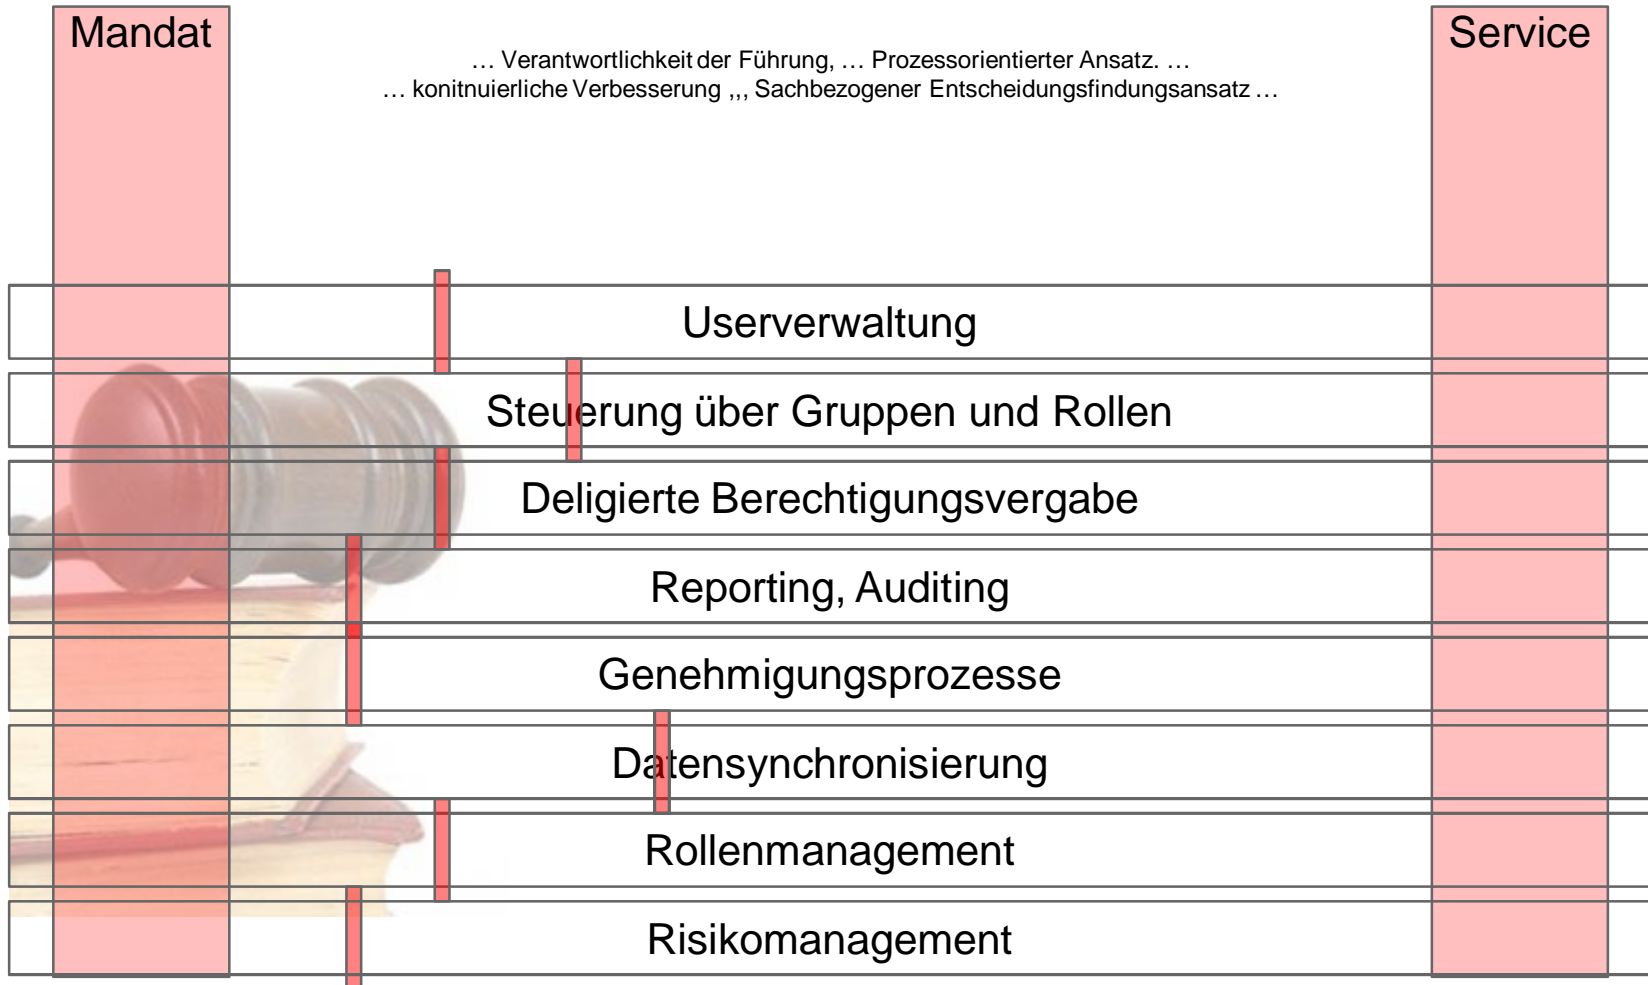 Mandat
Service
… Verantwortlichkeit der Führung, … Prozessorientierter Ansatz. …
… konitnuierliche Verbesserung ,,, Sachbezogener Entscheidungsfindungsansatz …
Userverwaltung
Steuerung über Gruppen und Rollen
Deligierte Berechtigungsvergabe
Reporting, Auditing
Genehmigungsprozesse
Datensynchronisierung
Rollenmanagement
Risikomanagement